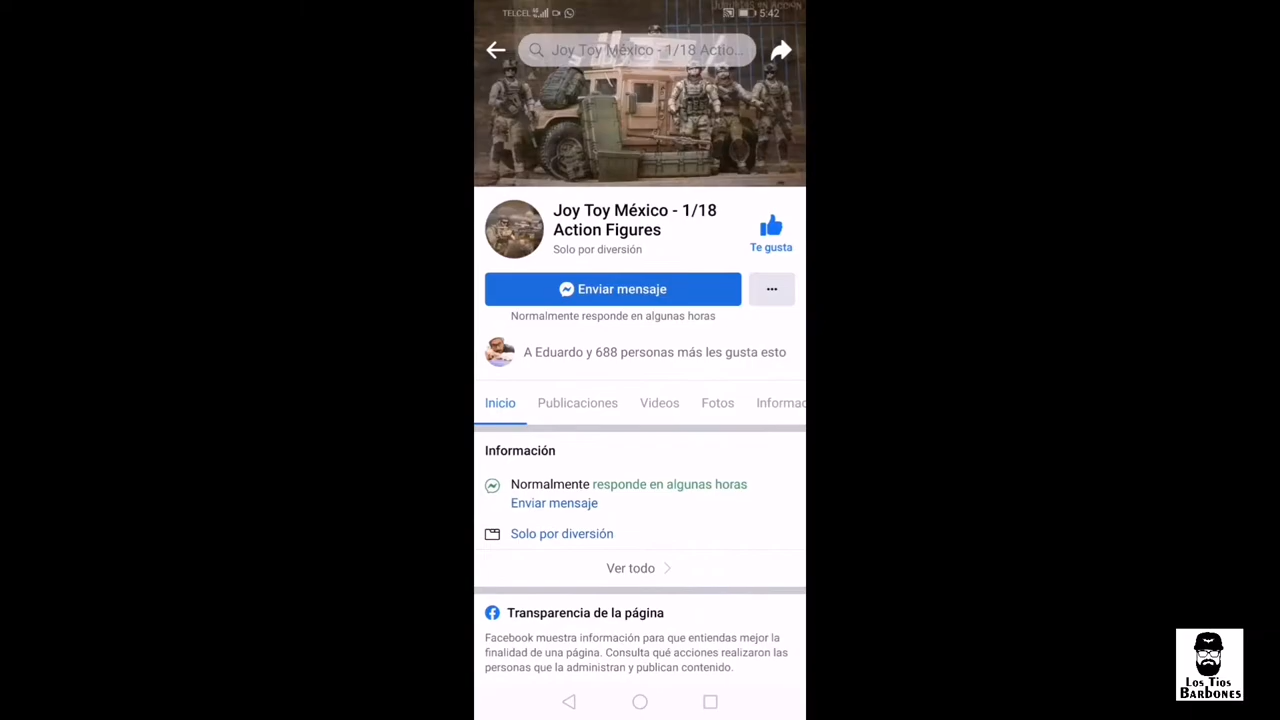 TELCEL
5:42
Joy Toy México - 1/18 Actio...
Joy Toy México - 1/18
Action Figures
Solo por diversión
Te gusta
Enviar mensaje
Normalmente responde en algunas horas
A Eduardo y 688 personas más les gusta esto
Inicio Publicaciones Videos Fotos Informac
Información
Normalmente responde en algunas horas
Enviar mensaje
Solo por diversión
Ver todo
Transparencia de la página
Facebook muestra información para que entiendas mejor la
finalidad de una página. Consulta qué acciones realizaron las
personas que la administran y publican contenido.
Los Tios
Barbones